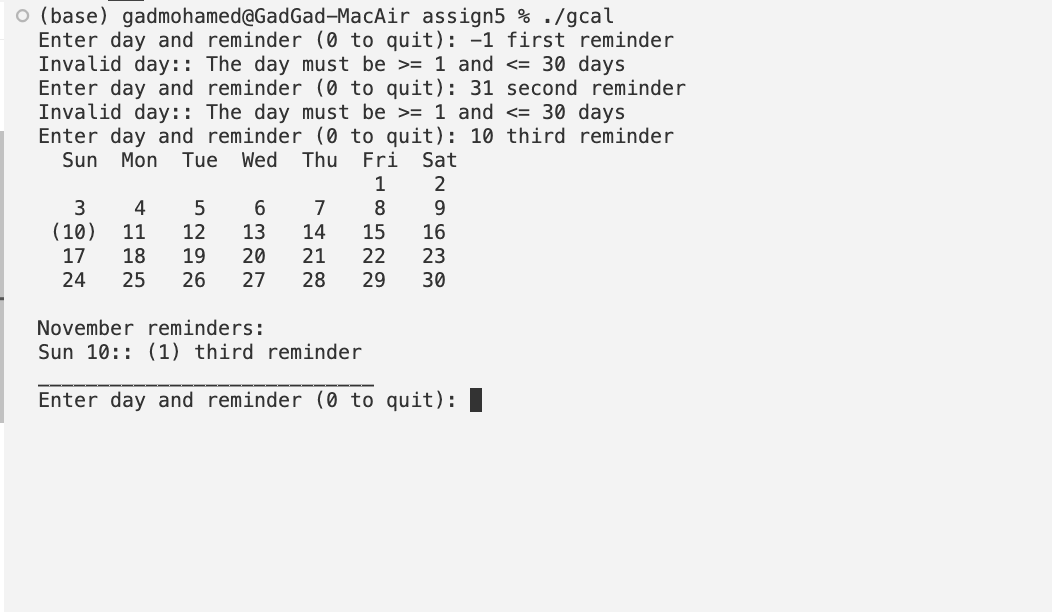 (base) gadmohamed@GadGad-MacAir assign5 % ./gcal
Enter day and reminder (0 to quit): -1 first reminder
Invalid day:: The day must be >= 1 and <= 30 days
Enter day and reminder (0 to quit): 31 second reminder
Invalid day:: The day must be >= 1 and <= 30 days
Enter day and reminder (0 to quit): 10 third reminder
  Sun  Mon  Tue  Wed  Thu  Fri  Sat
                            1    2
   3    4    5    6    7    8    9
 (10)  11   12   13   14   15   16
  17   18   19   20   21   22   23
  24   25   26   27   28   29   30

November reminders:
Sun 10:: (1) third reminder
____________________________
Enter day and reminder (0 to quit):